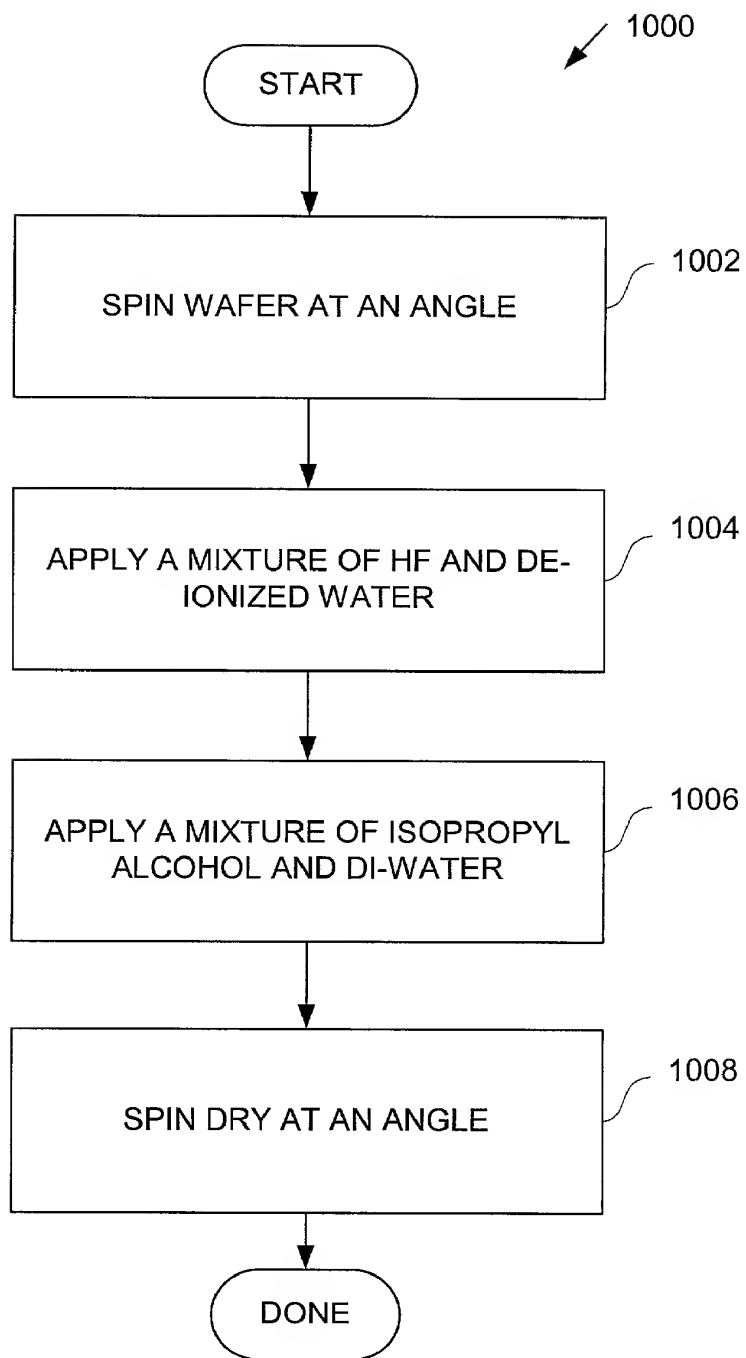 1000
START
1002
SPIN WAFER AT AN ANGLE
1004
APPLY A MIXTURE OF HF AND DE-
IONIZED WATER
1006
APPLY A MIXTURE OF ISOPROPYL
ALCOHOL AND DI-WATER
1008
SPIN DRY AT AN ANGLE
DONE